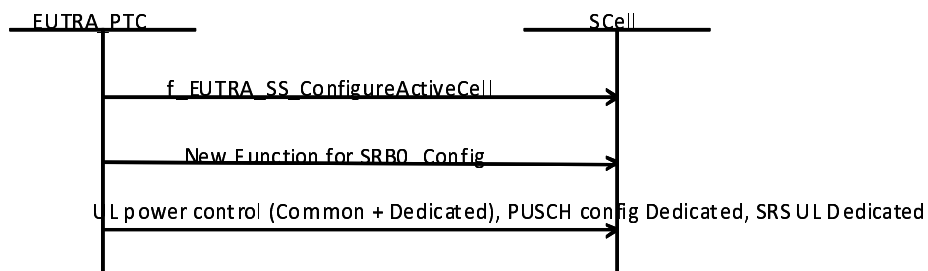 EUTRA_PTC
SCell
f_EUTRA_SS_ConfigureActiveCell
New Function for SRB0_Config
UL power control (Common + Dedicated), PUSCH config Dedicated, SRS UL Dedicated